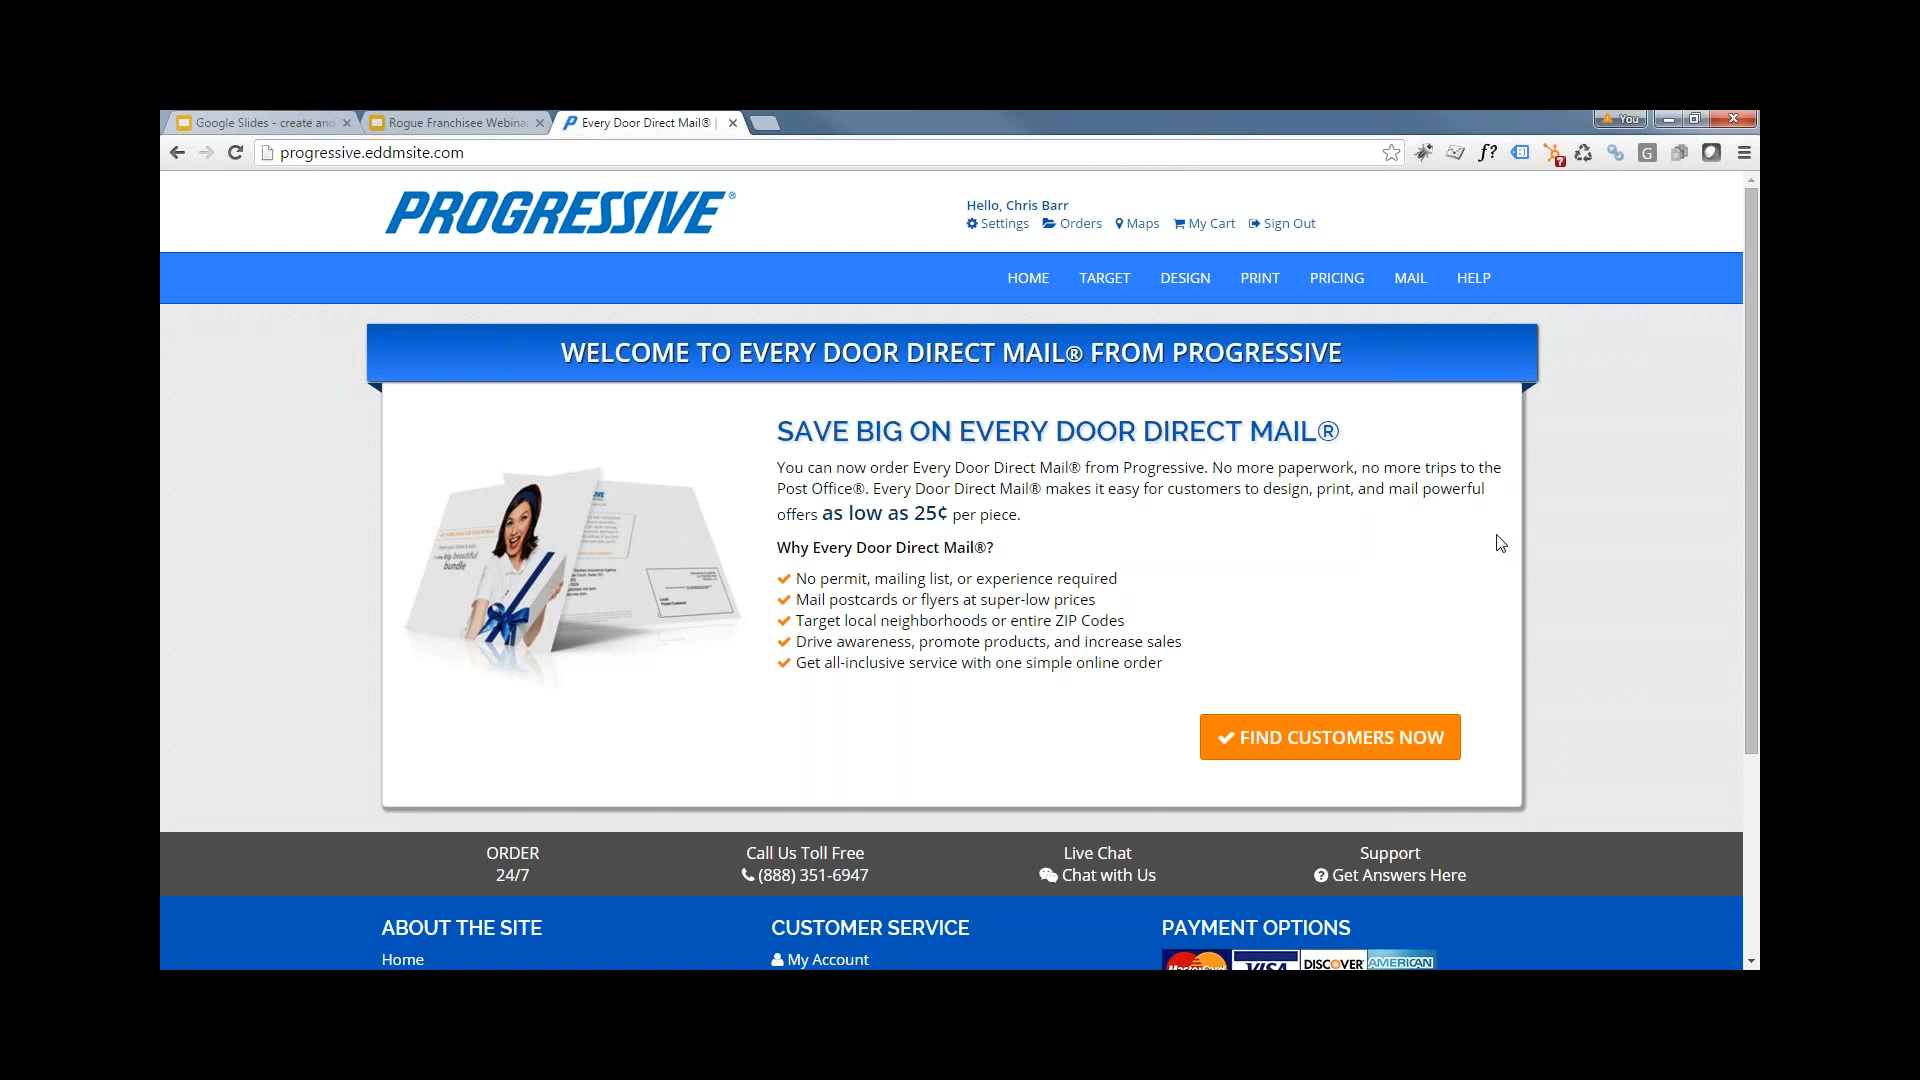 Google Slides - create and
Rogue Franchisee Webina
Every Door Direct Mail® |
You
progressive.eddmsite.com
f?
G
PROGRESSIVE®
Hello, Chris Barr
Settings Orders Maps My Cart Sign Out
HOME TARGET DESIGN PRINT PRICING MAIL HELP
WELCOME TO EVERY DOOR DIRECT MAIL® FROM PROGRESSIVE
SAVE BIG ON EVERY DOOR DIRECT MAIL®
You can now order Every Door Direct Mail® from Progressive. No more paperwork, no more trips to the
Post Office®. Every Door Direct Mail® makes it easy for customers to design, print, and mail powerful
offers as low as 25¢ per piece.
Why Every Door Direct Mail®?
No permit, mailing list, or experience required
Mail postcards or flyers at super-low prices
Target local neighborhoods or entire ZIP Codes
Drive awareness, promote products, and increase sales
Get all-inclusive service with one simple online order
big beautiful
bundle
FIND CUSTOMERS NOW
ORDER
24/7
Call Us Toll Free
(888) 351-6947
Live Chat
Chat with Us
Support
Get Answers Here
ABOUT THE SITE
Home
CUSTOMER SERVICE
My Account
PAYMENT OPTIONS
MasterCard VISA DISCOVER AMERICAN